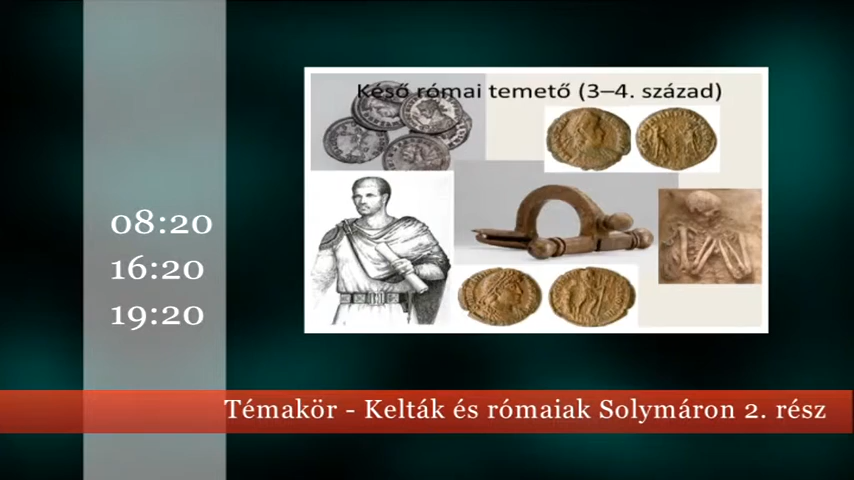 Késő római temető (3–4. század)
08:20
16:20
19:20
Témakör - Kelták és rómaiak Solymáron 2. rész